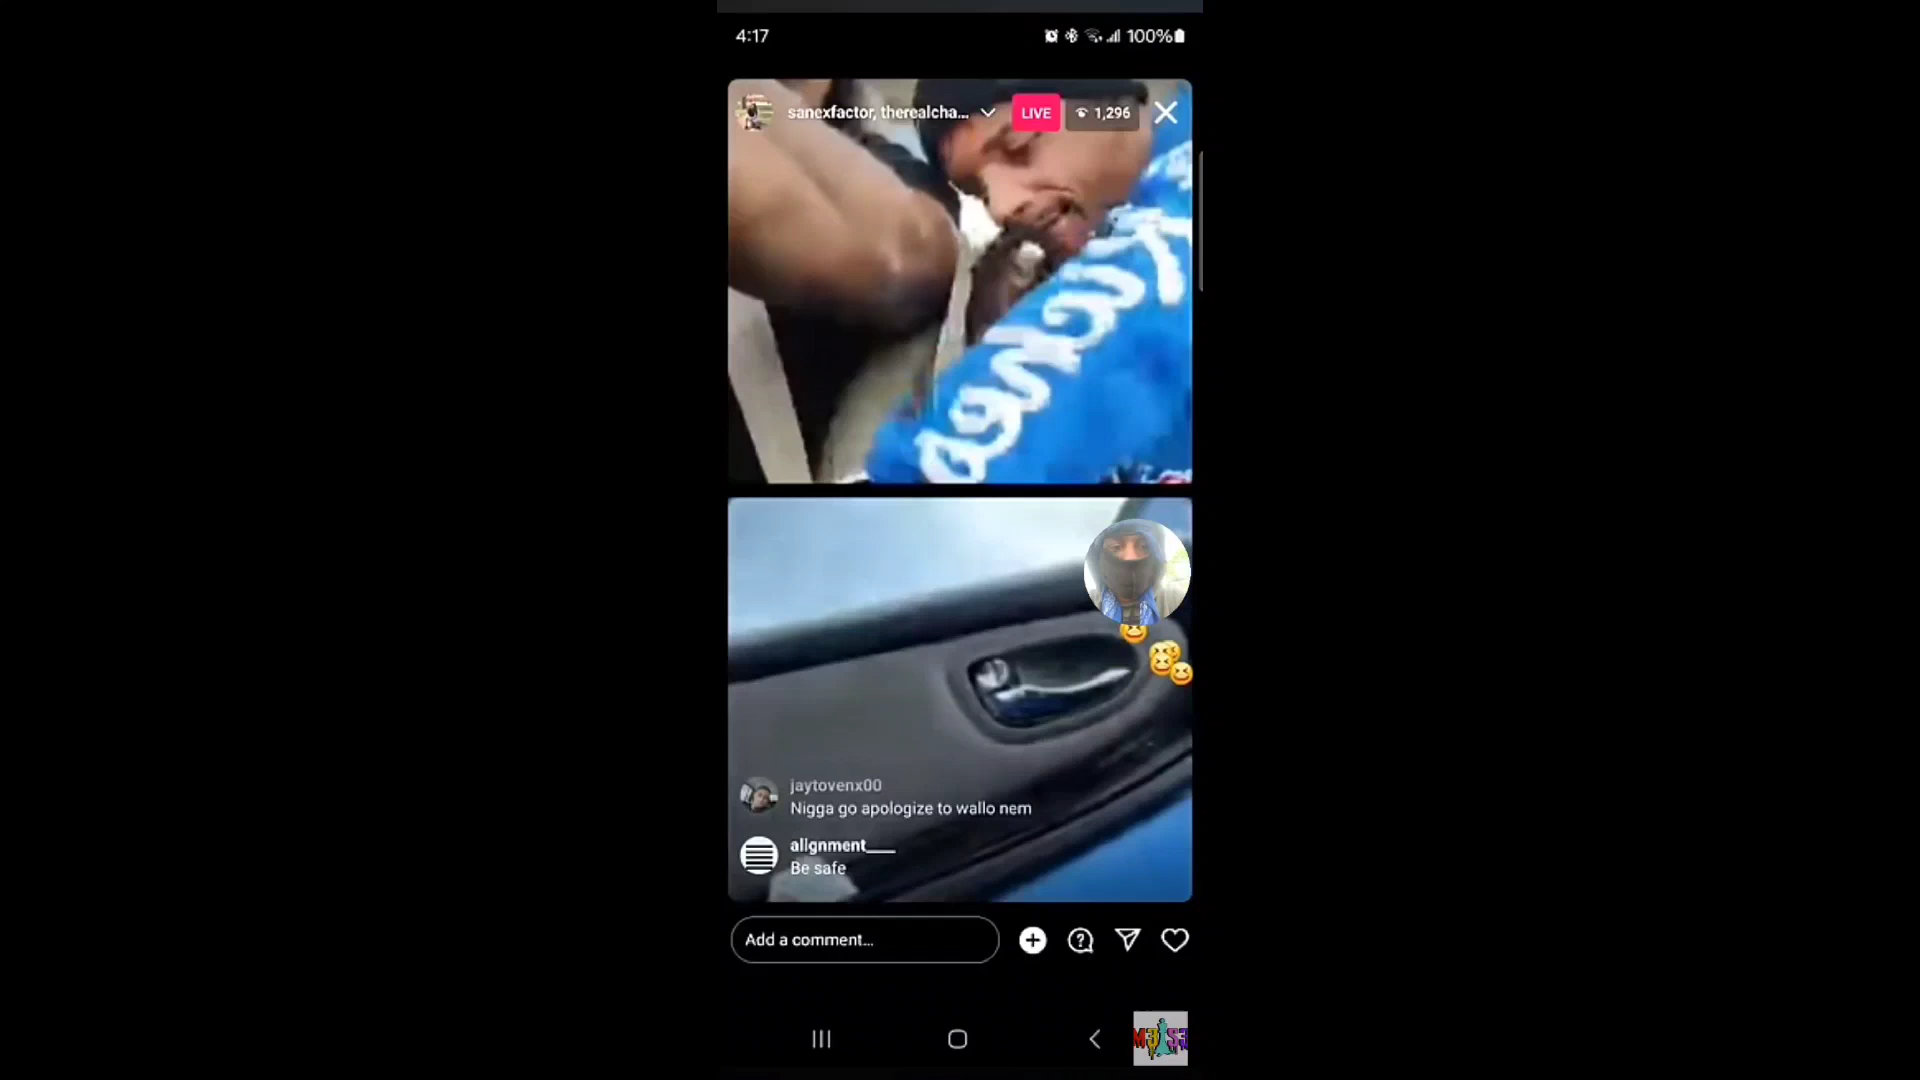 4:17
100%
sanexfactor, therealcha...
LIVE
1,296
jaytovenx00
Nigga go apologize to wallo nem
alignment____
Be safe
Add a comment...